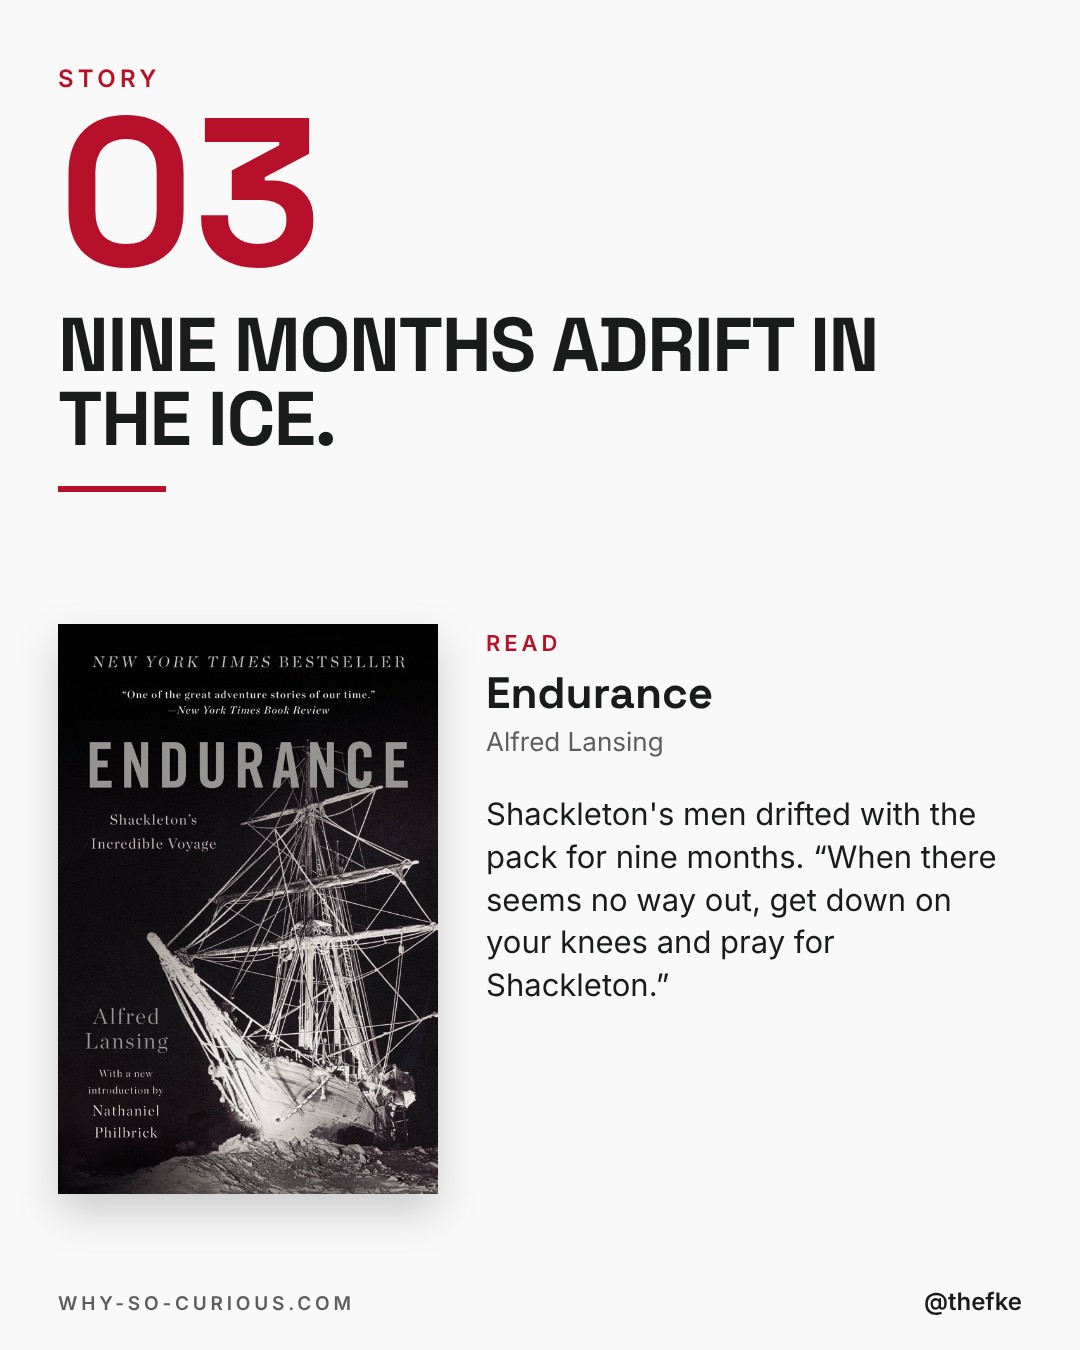 STORY
03
NINE MONTHS ADRIFT IN
THE ICE.
NEW YORK TIMES BESTSELLER
“One of the great adventure stories of our time.”
—New York Times Book Review
ENDURANCE
Shackleton’s
Incredible Voyage
Alfred
Lansing
With a new
introduction by
Nathaniel
Philbrick
READ
Endurance
Alfred Lansing
Shackleton's men drifted with the
pack for nine months. “When there
seems no way out, get down on
your knees and pray for
Shackleton.”
WHY-SO-CURIOUS.COM
@thefke